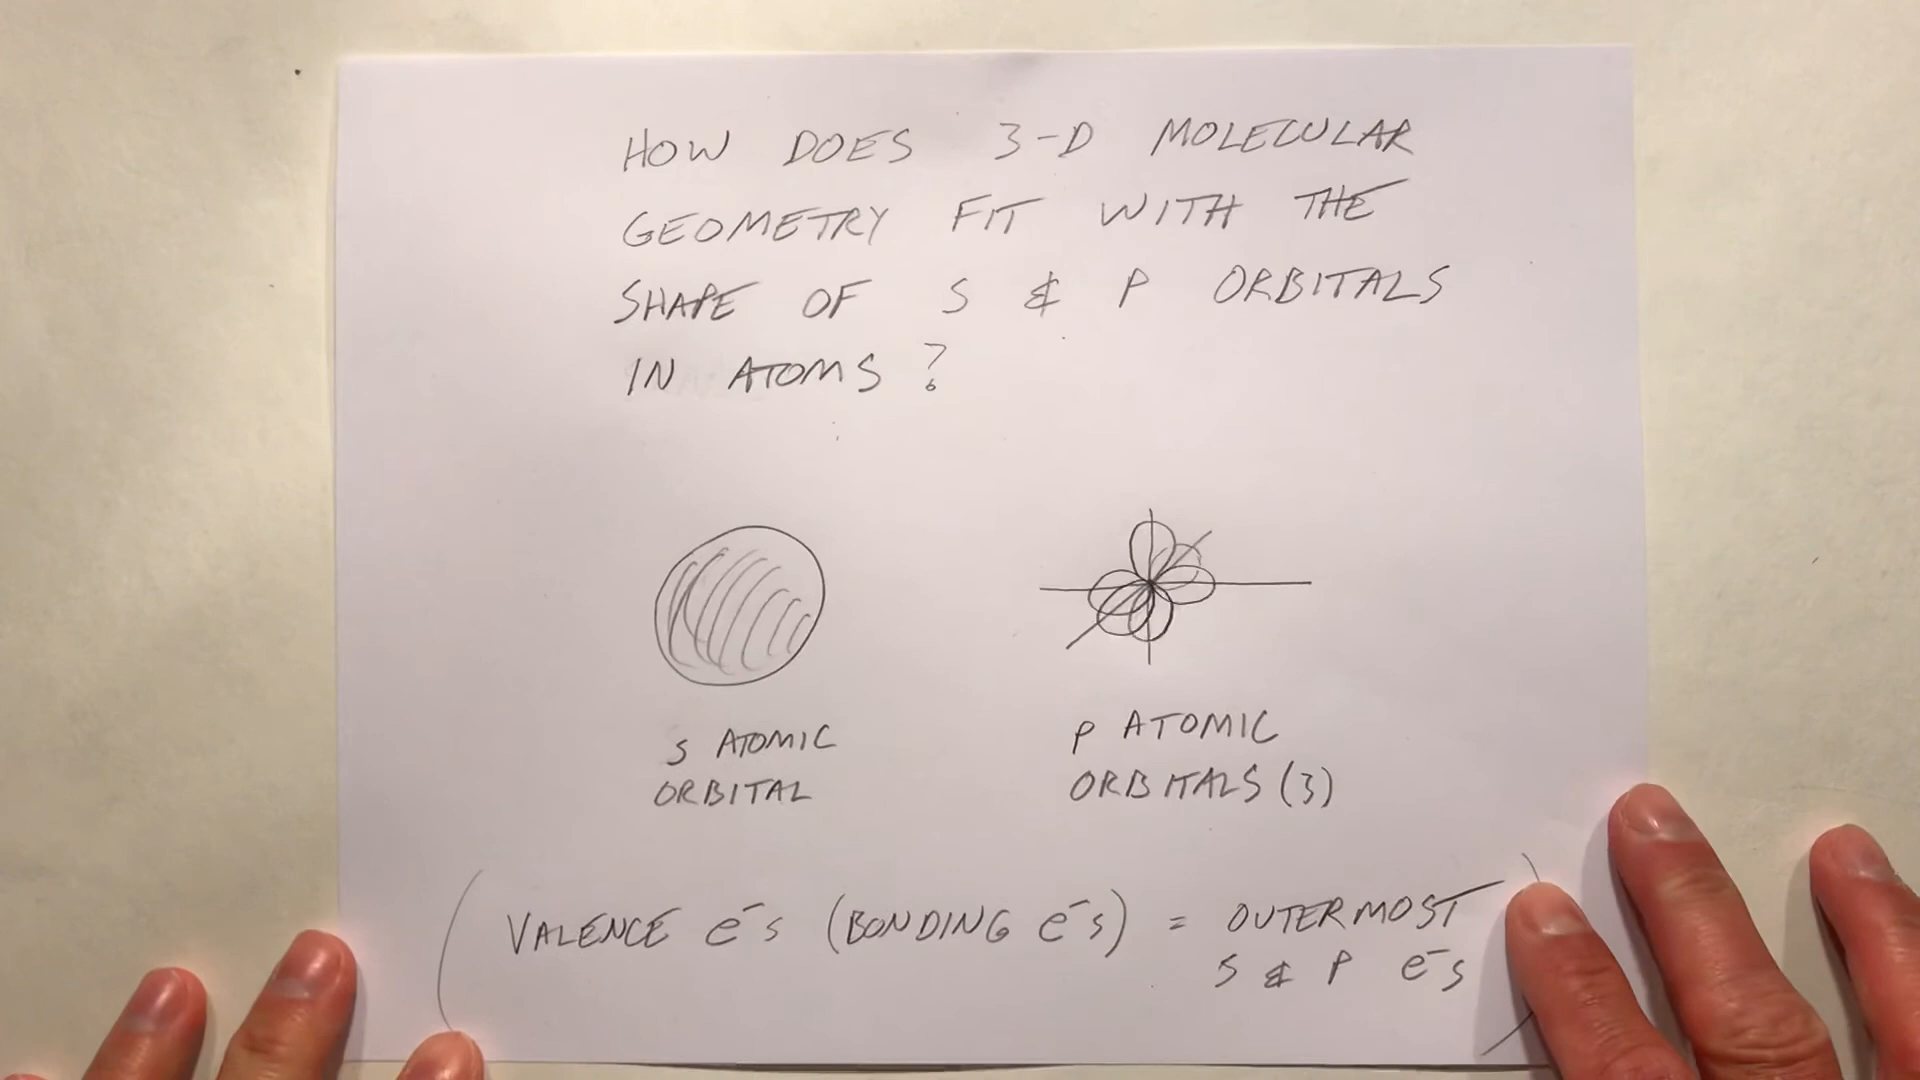 HOW DOES 3-D MOLECULAR
GEOMETRY FIT WITH THE
SHAPE OF S & P ORBITALS
IN ATOMS?
S ATOMIC
ORBITAL
P ATOMIC
ORBITALS (3)
(VALENCE e⁻s (BONDING e⁻s) = OUTERMOST
S & P e⁻s)